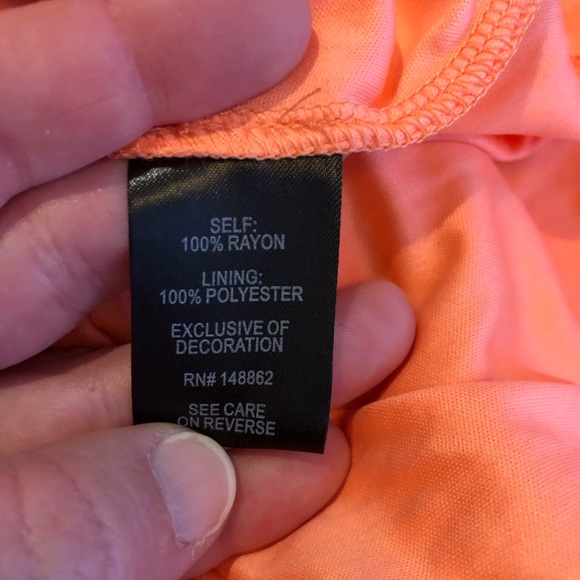 SELF:
100% RAYON
LINING:
100% POLYESTER
EXCLUSIVE OF
DECORATION
RN# 148862
SEE CARE
ON REVERSE